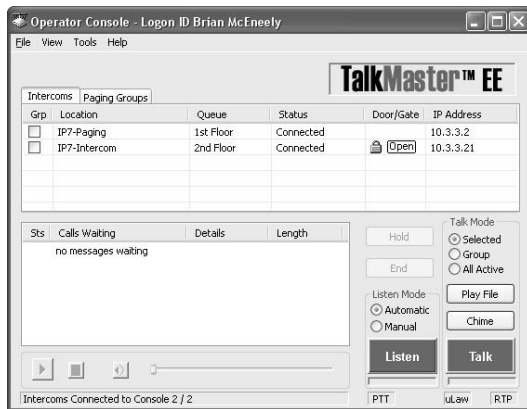 Operator Console - Logon ID Brian McEneely
File View Tools Help
TalkMaster™ EE
Intercoms Paging Groups
Grp Location Queue Status Door/Gate IP Address
IP7-Paging 1st Floor Connected 10.3.3.2
IP7-Intercom 2nd Floor Connected Open 10.3.3.21
Sts Calls Waiting Details Length
no messages waiting
Hold
End
Talk Mode
Selected
Group
All Active
Listen Mode
Automatic
Manual
Play File
Chime
Listen
Talk
Intercoms Connected to Console 2 / 2
PTT
uLaw
RTP